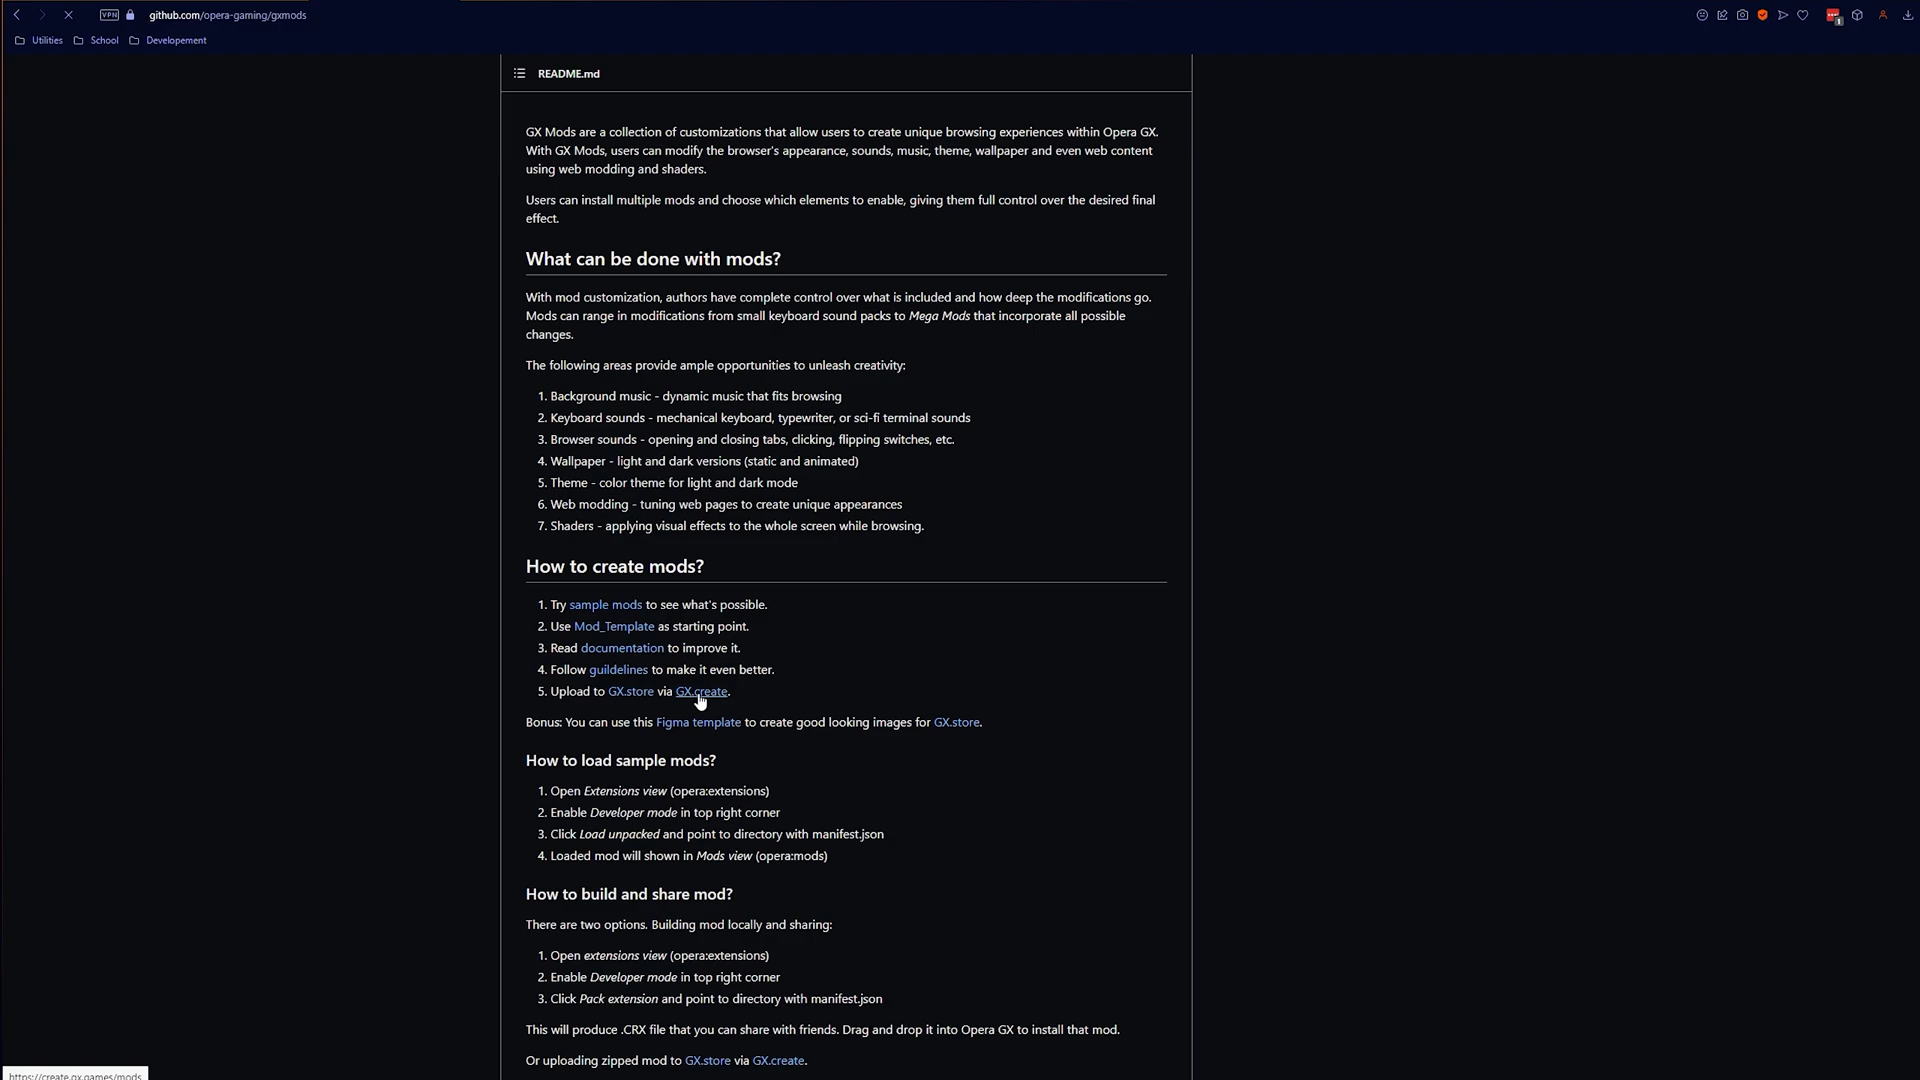 VPN
github.com/opera-gaming/gxmods
1
Utilities
School
Developement
README.md
GX Mods are a collection of customizations that allow users to create unique browsing experiences within Opera GX.
With GX Mods, users can modify the browser's appearance, sounds, music, theme, wallpaper and even web content
using web modding and shaders.
Users can install multiple mods and choose which elements to enable, giving them full control over the desired final
effect.
What can be done with mods?
With mod customization, authors have complete control over what is included and how deep the modifications go.
Mods can range in modifications from small keyboard sound packs to Mega Mods that incorporate all possible
changes.
The following areas provide ample opportunities to unleash creativity:
1. Background music - dynamic music that fits browsing
2. Keyboard sounds - mechanical keyboard, typewriter, or sci-fi terminal sounds
3. Browser sounds - opening and closing tabs, clicking, flipping switches, etc.
4. Wallpaper - light and dark versions (static and animated)
5. Theme - color theme for light and dark mode
6. Web modding - tuning web pages to create unique appearances
7. Shaders - applying visual effects to the whole screen while browsing.
How to create mods?
1. Try sample mods to see what's possible.
2. Use Mod_Template as starting point.
3. Read documentation to improve it.
4. Follow guildelines to make it even better.
5. Upload to GX.store via GX.create.
Bonus: You can use this Figma template to create good looking images for GX.store.
How to load sample mods?
1. Open Extensions view (opera:extensions)
2. Enable Developer mode in top right corner
3. Click Load unpacked and point to directory with manifest.json
4. Loaded mod will shown in Mods view (opera:mods)
How to build and share mod?
There are two options. Building mod locally and sharing:
1. Open extensions view (opera:extensions)
2. Enable Developer mode in top right corner
3. Click Pack extension and point to directory with manifest.json
This will produce .CRX file that you can share with friends. Drag and drop it into Opera GX to install that mod.
Or uploading zipped mod to GX.store via GX.create.
https://create.gx.games/mods